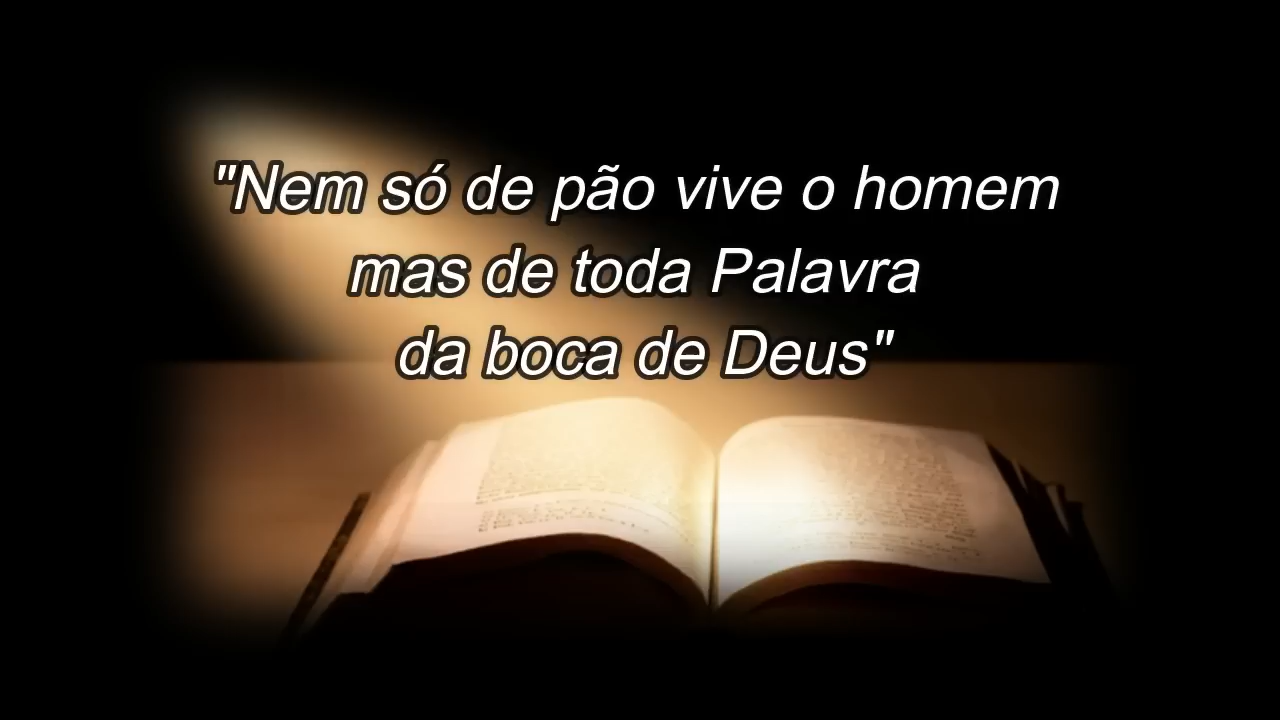 "Nem só de pão vive o homem
mas de toda Palavra
da boca de Deus"